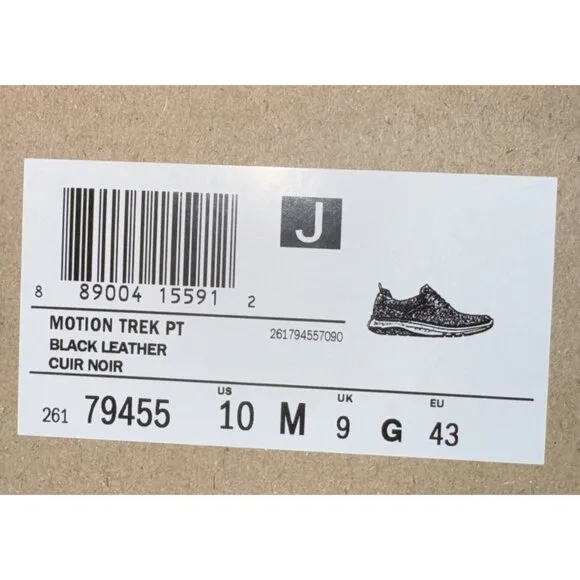 J
8 89004 15591 2
MOTION TREK PT
261794557090
BLACK LEATHER
CUIR NOIR
US UK EU
261 79455 10 M 9 G 43